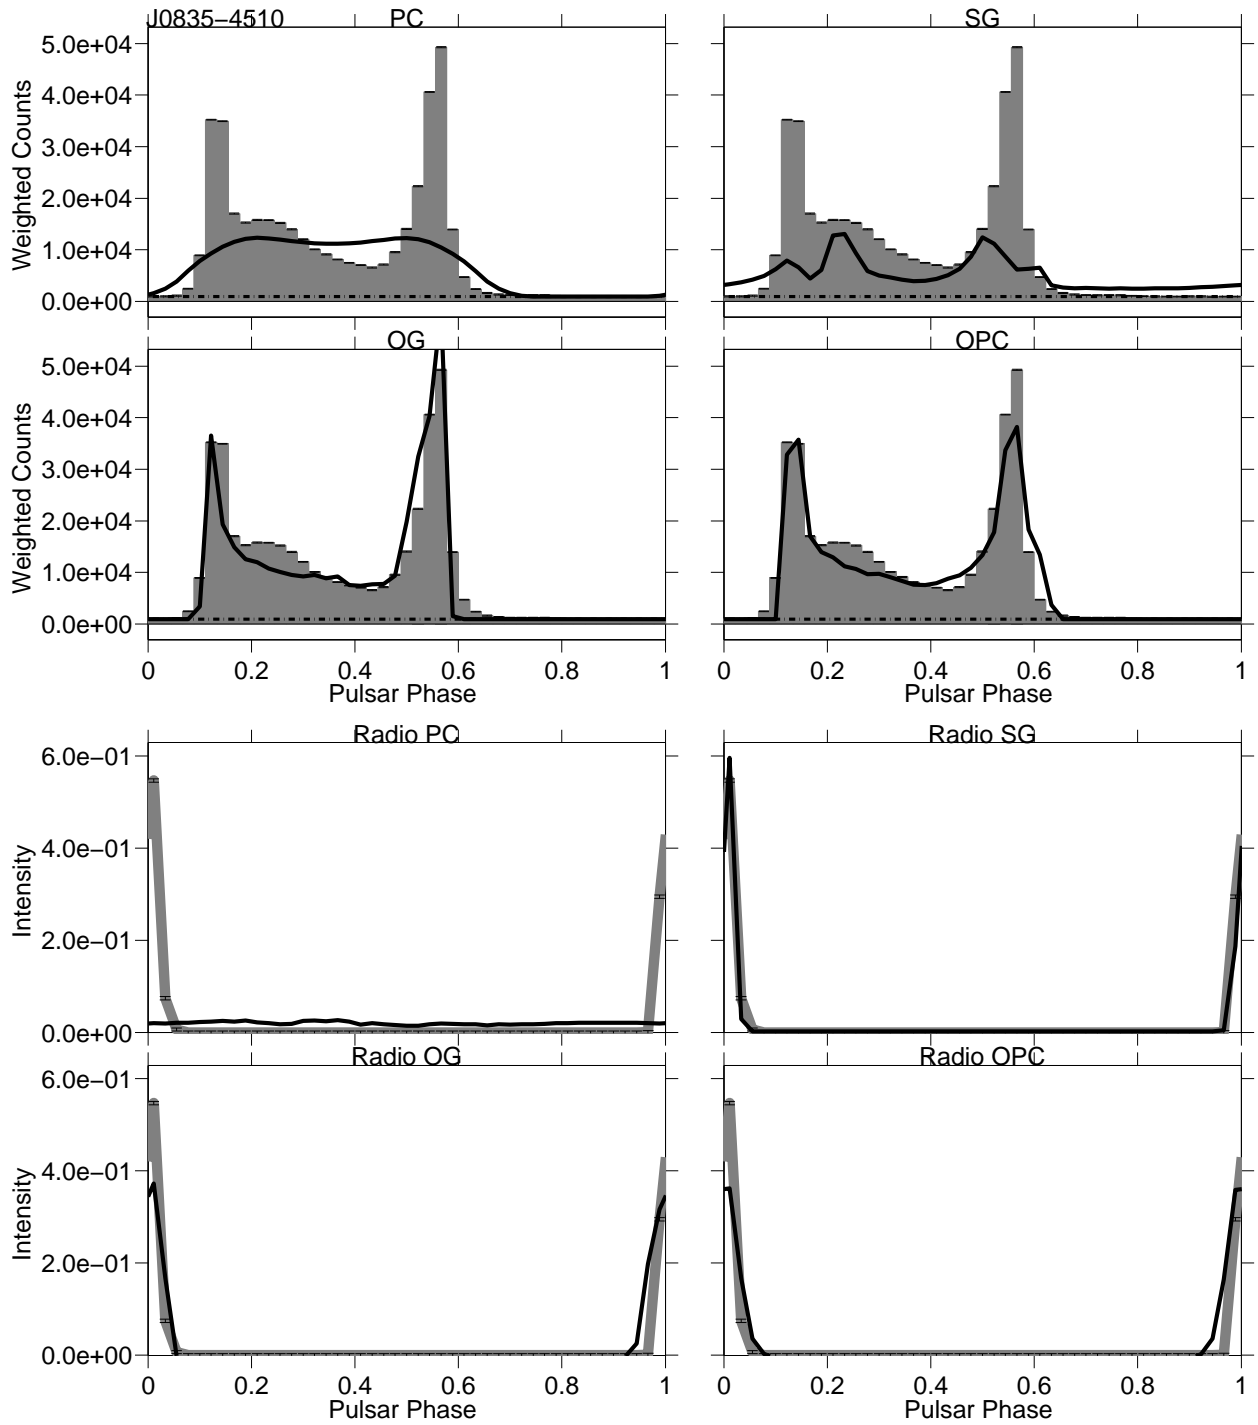 J0835−4510 PC SG
5.0e+04
4.0e+04
3.0e+04
2.0e+04
1.0e+04
0.0e+00
Weighted Counts
OG OPC
5.0e+04
4.0e+04
3.0e+04
2.0e+04
1.0e+04
0.0e+00
Weighted Counts
0 0.2 0.4 0.6 0.8 1 0 0.2 0.4 0.6 0.8 1
Pulsar Phase Pulsar Phase
Radio PC Radio SG
6.0e−01
4.0e−01
2.0e−01
0.0e+00
Intensity
Radio OG Radio OPC
6.0e−01
4.0e−01
2.0e−01
0.0e+00
Intensity
0 0.2 0.4 0.6 0.8 1 0 0.2 0.4 0.6 0.8 1
Pulsar Phase Pulsar Phase